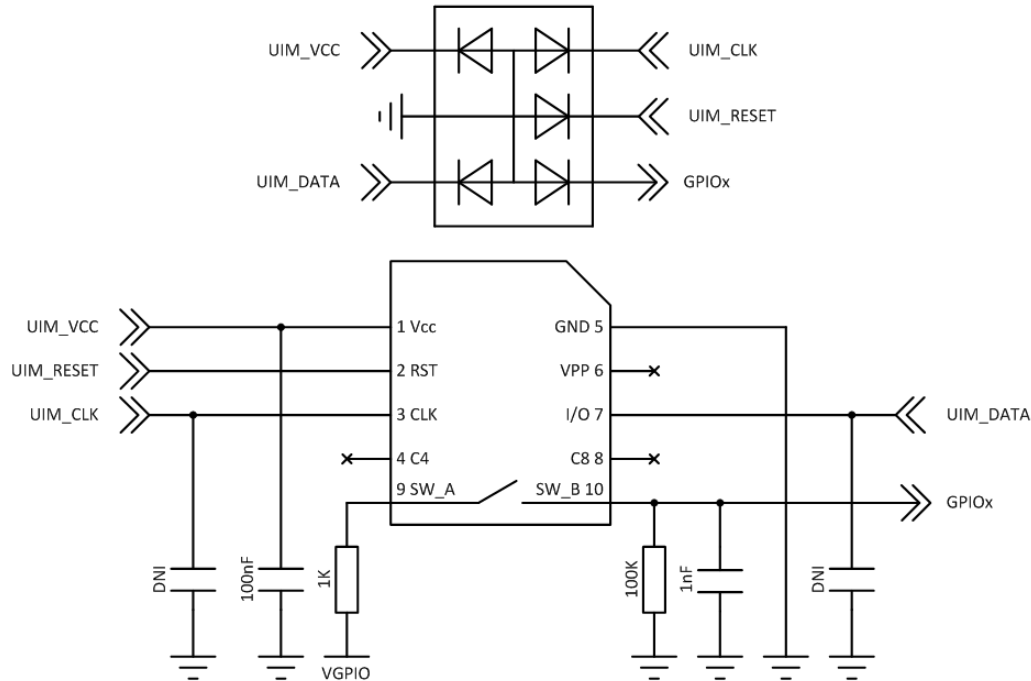 UIM_VCC
UIM_CLK
UIM_RESET
UIM_DATA
GPIOx
UIM_VCC
1 Vcc
GND 5
UIM_RESET
2 RST
VPP 6
UIM_CLK
3 CLK
I/O 7
UIM_DATA
4 C4
C8 8
9 SW_A
SW_B 10
GPIOx
DNI
100nF
1K
100K
1nF
DNI
VGPIO